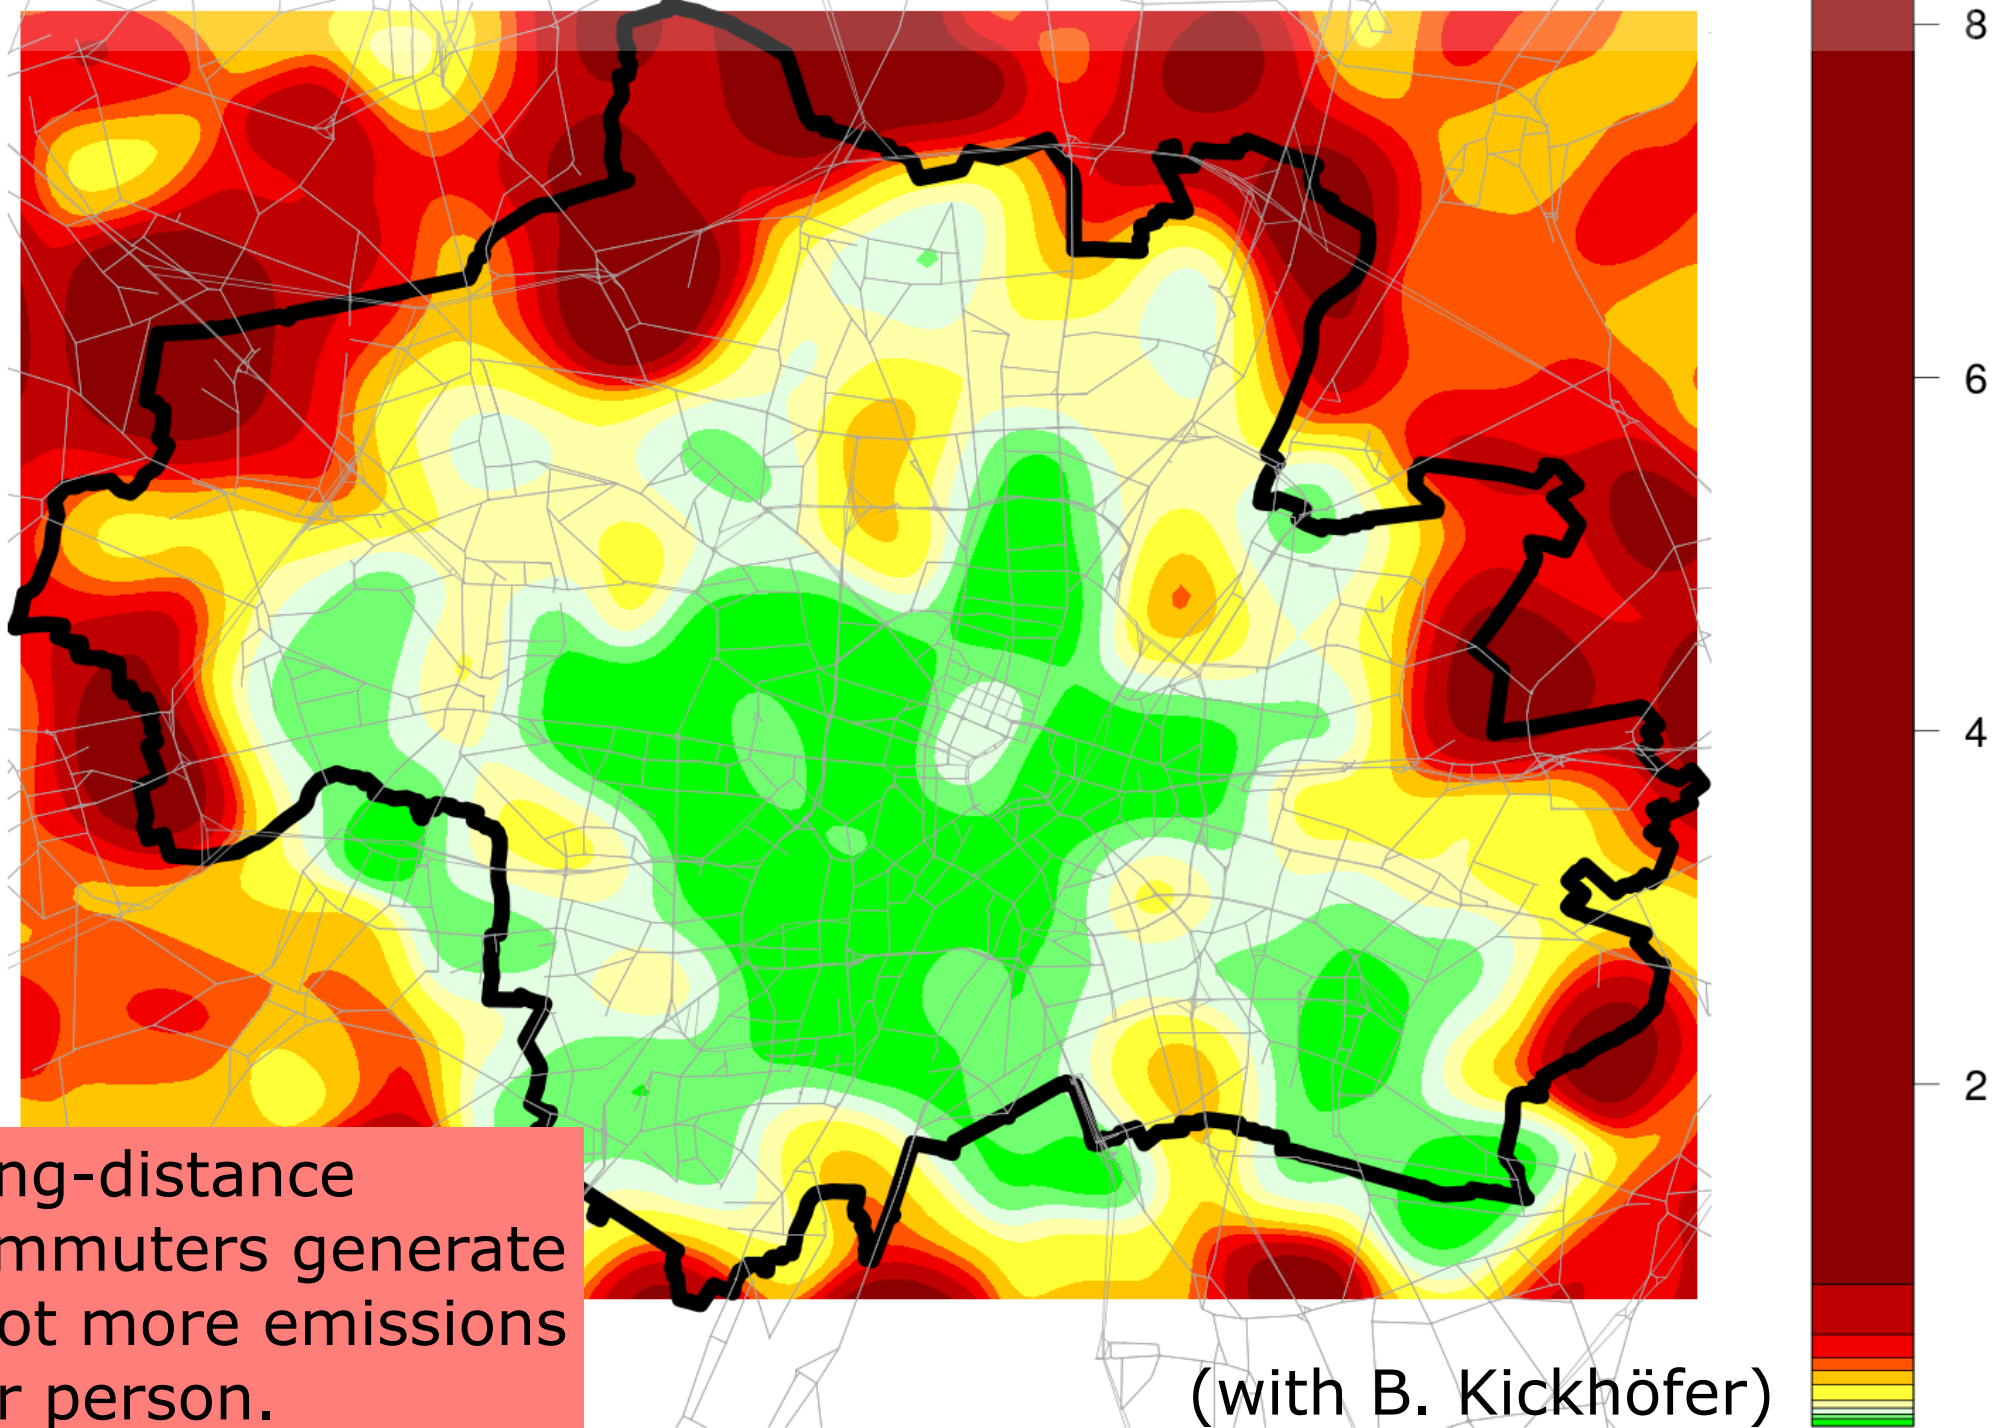 8
6
4
2
ng-distance
mmuters generate
ot more emissions
r person.
(with B. Kickhöfer)